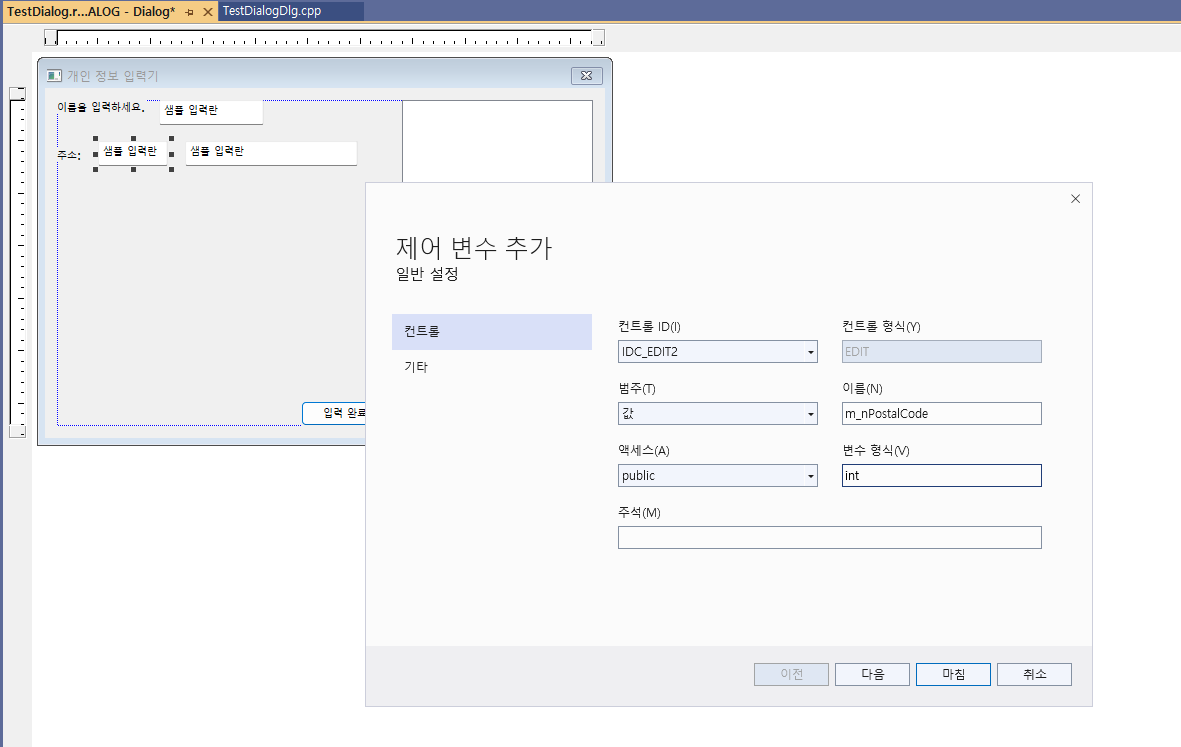 TestDialog.r...ALOG - Dialog*
TestDialogDlg.cpp
개인 정보 입력기
이름을 입력하세요.
샘플 입력란
주소:
샘플 입력란
샘플 입력란
입력 완료
제어 변수 추가
일반 설정
컨트롤
기타
컨트롤 ID(I)
컨트롤 형식(Y)
IDC_EDIT2
EDIT
범주(T)
이름(N)
값
m_nPostalCode
액세스(A)
변수 형식(V)
public
int
주석(M)
이전
다음
마침
취소